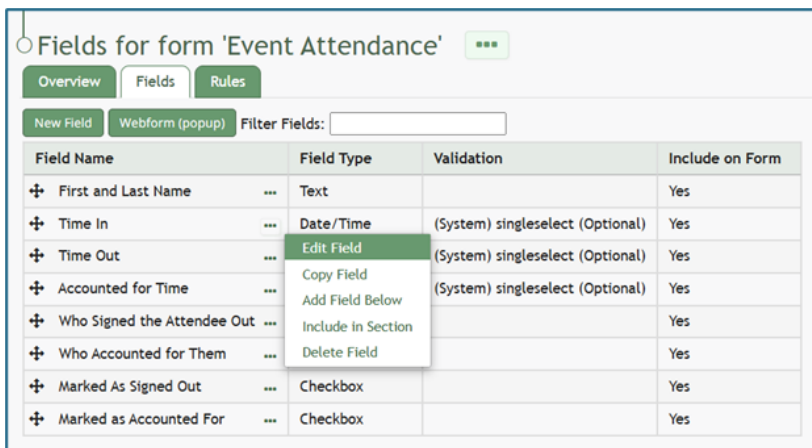 Fields for form 'Event Attendance'
Overview Fields Rules
New Field Webform (popup) Filter Fields:
Field Name Field Type Validation Include on Form
First and Last Name Text Yes
Time In Date/Time (System) singleselect (Optional) Yes
Edit Field
Time Out (System) singleselect (Optional) Yes
Copy Field
Accounted for Time (System) singleselect (Optional) Yes
Add Field Below
Who Signed the Attendee Out Yes
Include in Section
Who Accounted for Them Yes
Delete Field
Marked As Signed Out Checkbox Yes
Marked as Accounted For Checkbox Yes